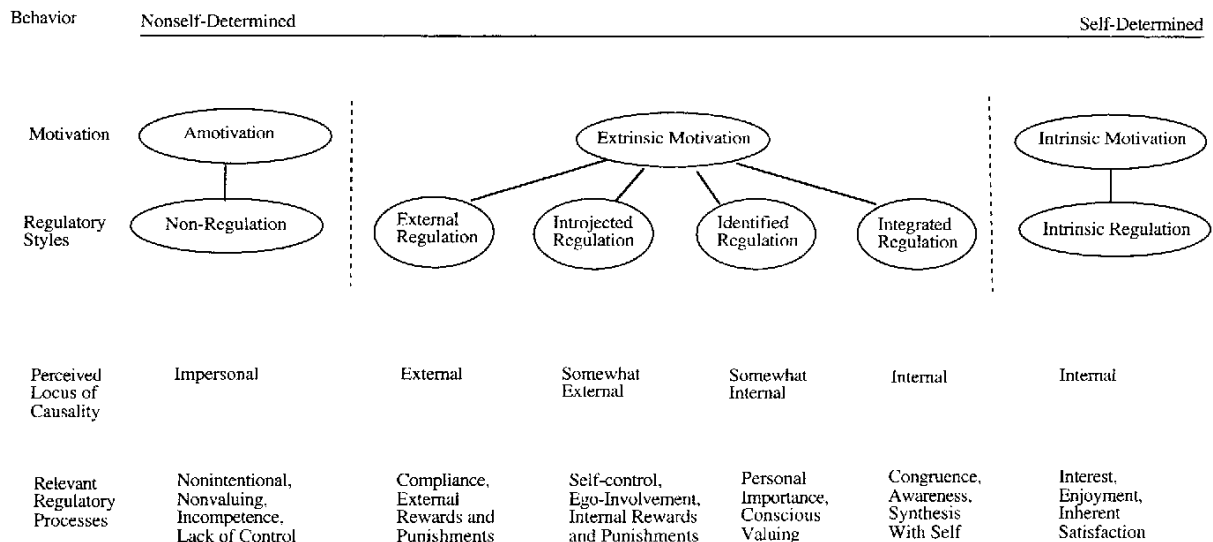 Behavior Nonself-Determined Self-Determined
Motivation Amotivation Extrinsic Motivation Intrinsic Motivation
Regulatory
Styles
Non-Regulation
External
Regulation
Introjected
Regulation
Identified
Regulation
Integrated
Regulation
Intrinsic Regulation
Perceived
Locus of
Causality
Impersonal
External
Somewhat
External
Somewhat
Internal
Internal
Internal
Relevant
Regulatory
Processes
Nonintentional,
Nonvaluing,
Incompetence,
Lack of Control
Compliance,
External
Rewards and
Punishments
Self-control,
Ego-Involvement,
Internal Rewards
and Punishments
Personal
Importance,
Conscious
Valuing
Congruence,
Awareness,
Synthesis
With Self
Interest,
Enjoyment,
Inherent
Satisfaction